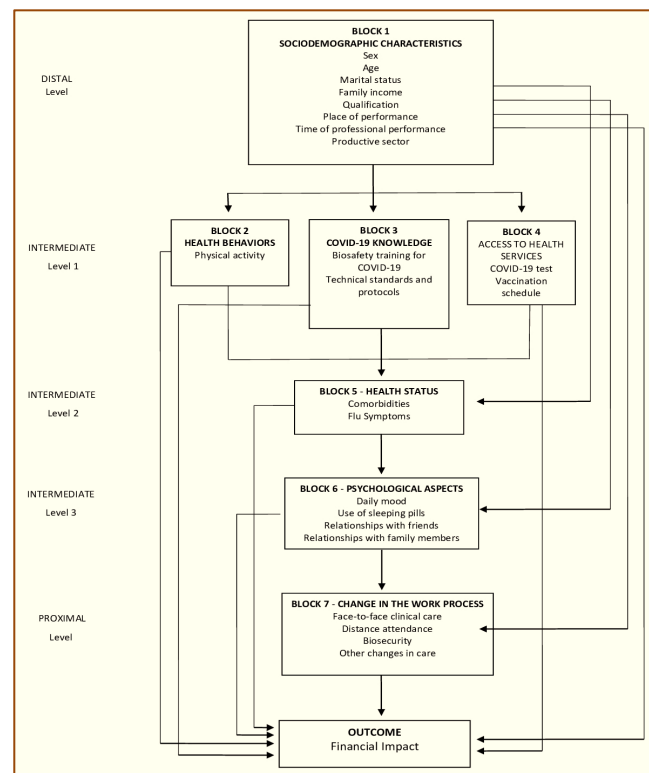 BLOCK 1
SOCIODEMOGRAPHIC CHARACTERISTICS
Sex
Age
Marital status
Family income
Qualification
Place of performance
Time of professional performance
Productive sector
DISTAL
Level
BLOCK 2
HEALTH BEHAVIORS
Physical activity
BLOCK 3
COVID-19 KNOWLEDGE
Biosafety training for
COVID-19
Technical standards and
protocols
BLOCK 4
ACCESS TO HEALTH
SERVICES
COVID-19 test
Vaccination
schedule
INTERMEDIATE
Level 1
INTERMEDIATE
Level 2
BLOCK 5 - HEALTH STATUS
Comorbidities
Flu Symptoms
INTERMEDIATE
Level 3
BLOCK 6 - PSYCHOLOGICAL ASPECTS
Daily mood
Use of sleeping pills
Relationships with friends
Relationships with family members
PROXIMAL
Level
BLOCK 7 - CHANGE IN THE WORK PROCESS
Face-to-face clinical care
Distance attendance
Biosecurity
Other changes in care
OUTCOME
Financial Impact